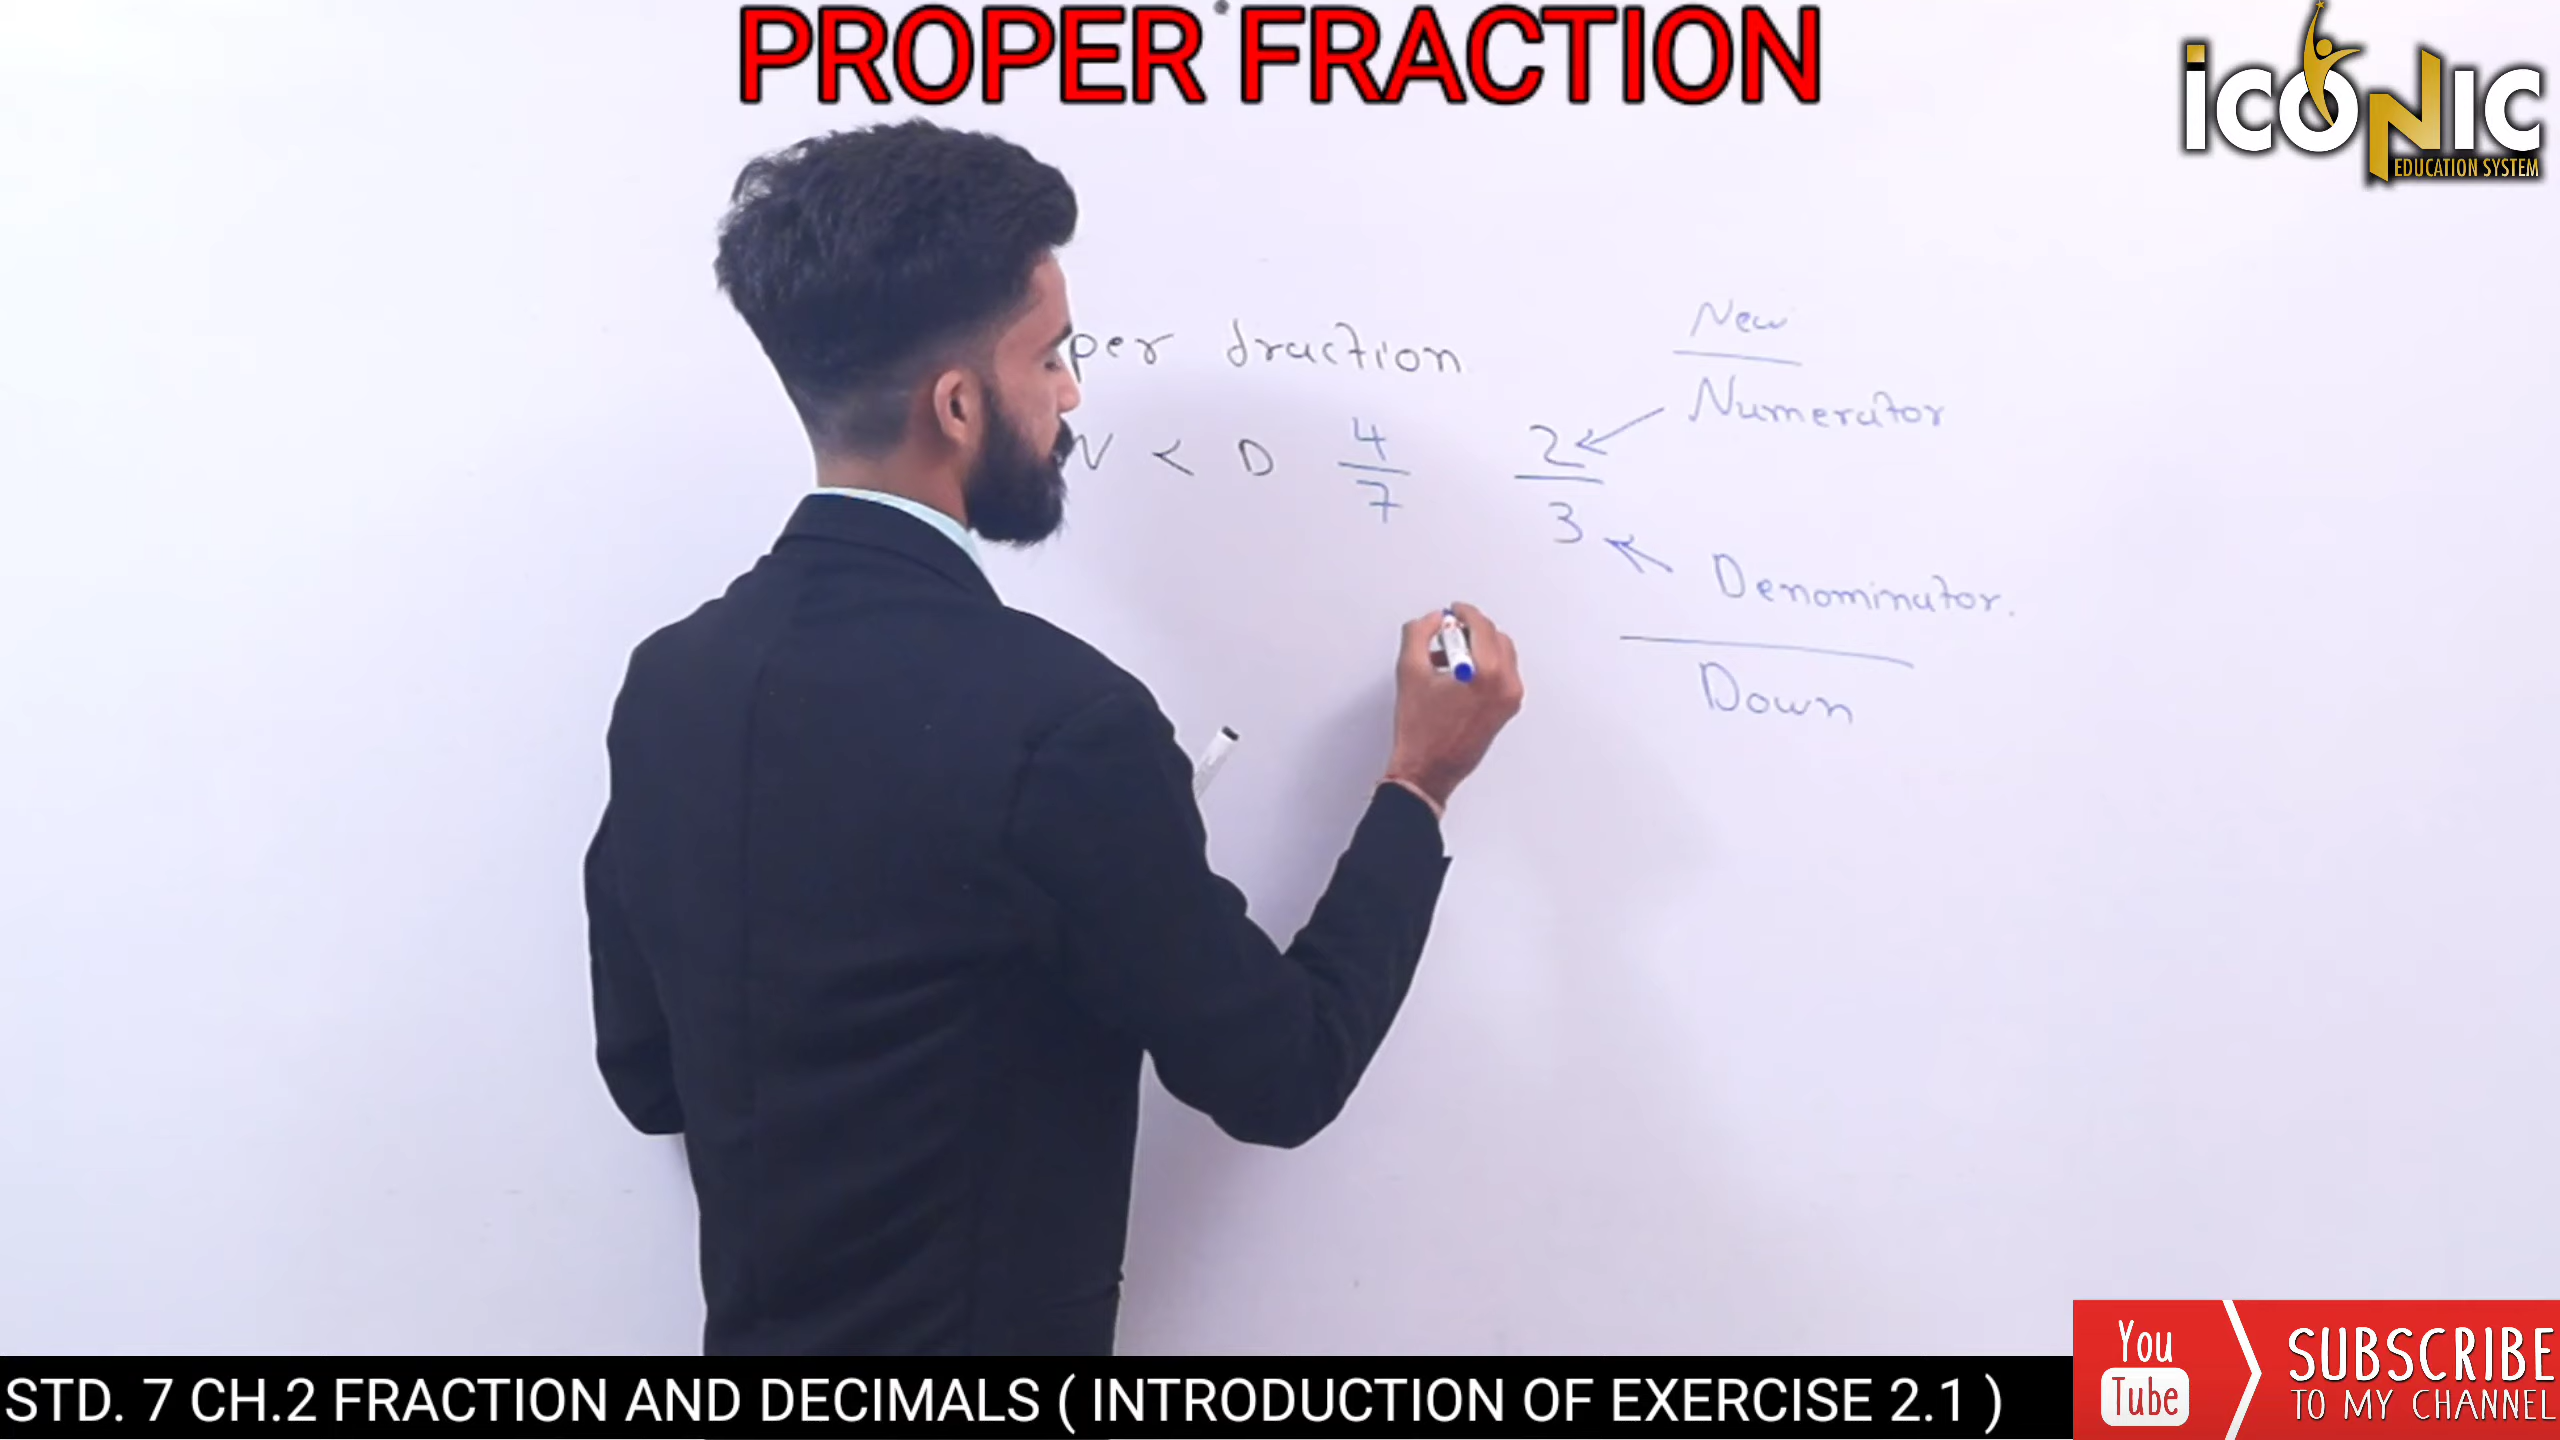 PROPER FRACTION
iCONIC
EDUCATION SYSTEM
New
per fraction
Numerator
N < D 4/7 2/3
Denominator.
Down
STD. 7 CH.2 FRACTION AND DECIMALS ( INTRODUCTION OF EXERCISE 2.1 )
You
Tube
SUBSCRIBE
TO MY CHANNEL